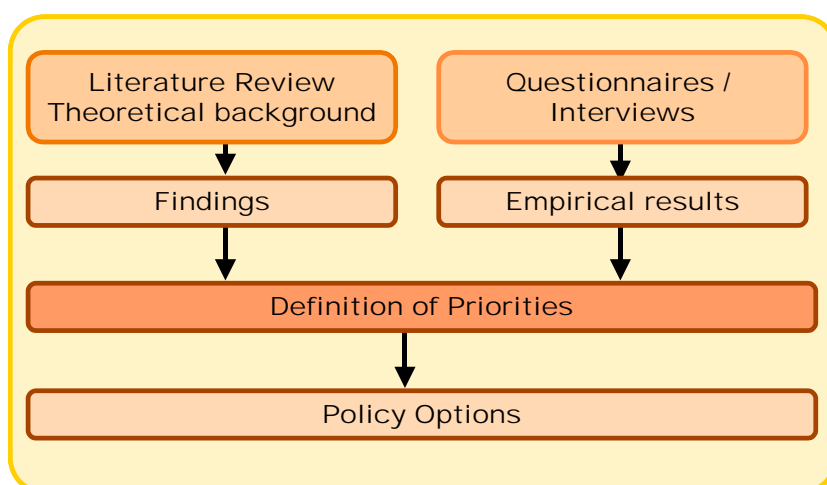 Literature Review
Theoretical background
Questionnaires /
Interviews
Findings
Empirical results
Definition of Priorities
Policy Options